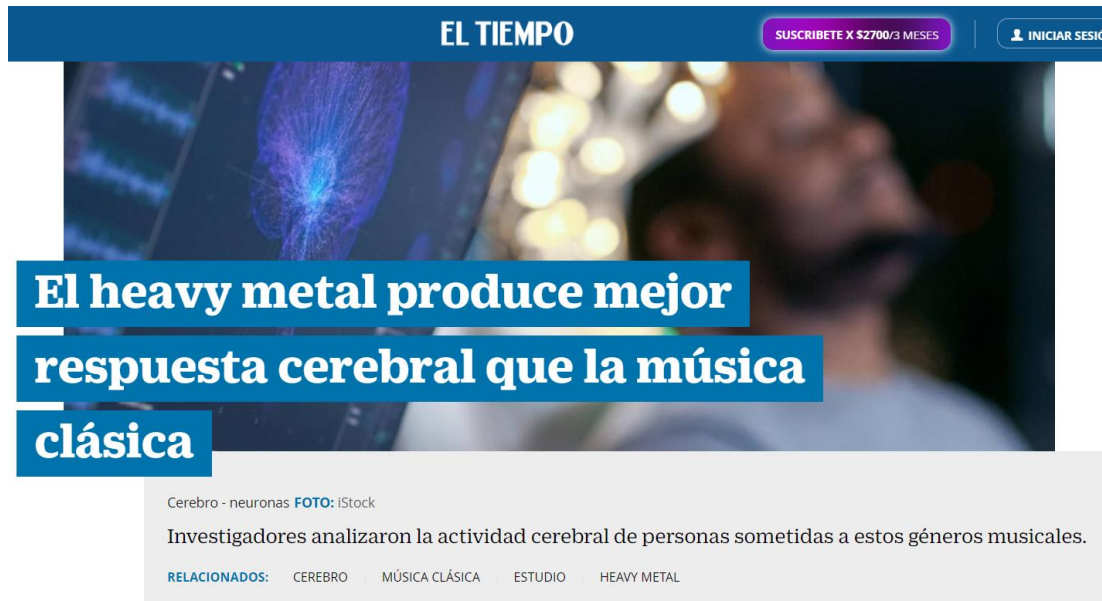 EL TIEMPO
SUSCRIBETE X $2700/3 MESES
INICIAR SESIÓ
El heavy metal produce mejor
respuesta cerebral que la música
clásica
Cerebro - neuronas FOTO: iStock
Investigadores analizaron la actividad cerebral de personas sometidas a estos géneros musicales.
RELACIONADOS: CEREBRO MÚSICA CLÁSICA ESTUDIO HEAVY METAL